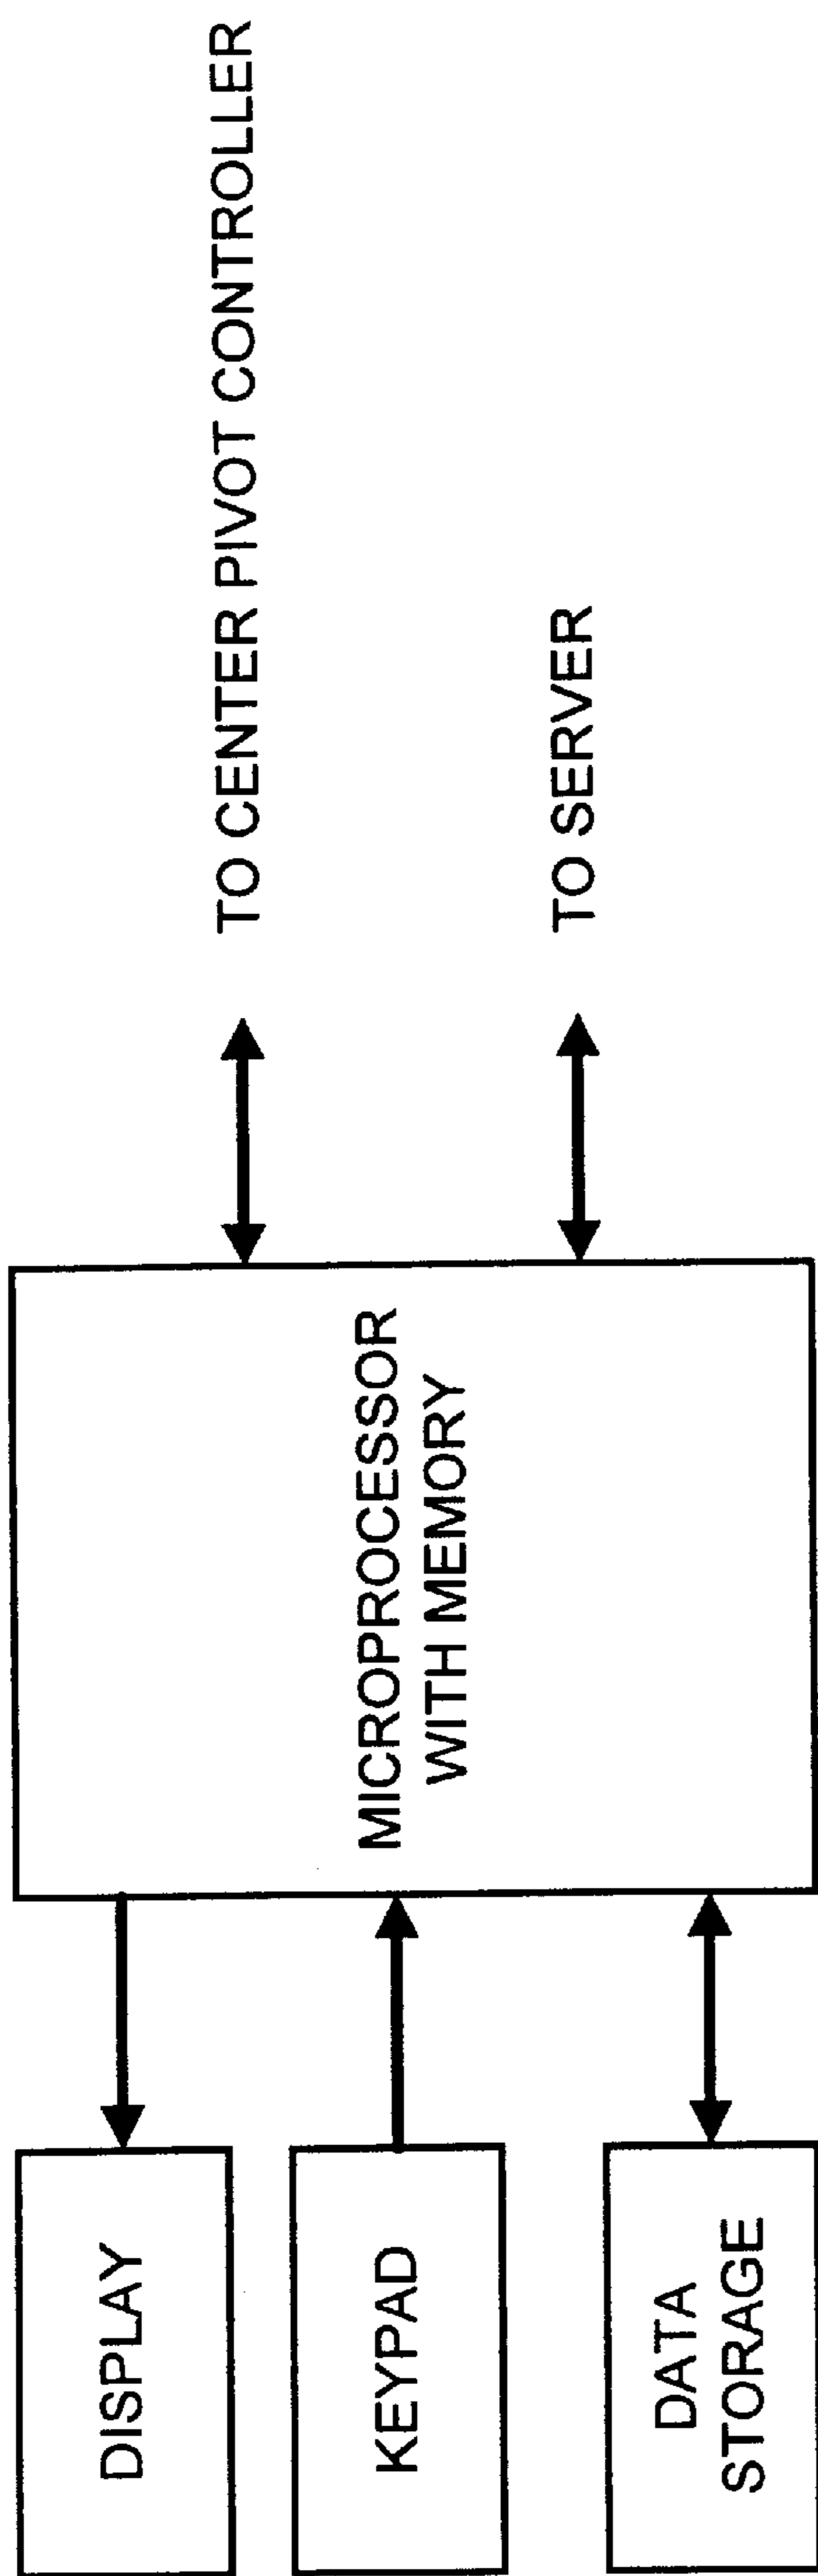 DISPLAY
KEYPAD
DATA
STORAGE
MICROPROCESSOR
WITH MEMORY
TO CENTER PIVOT CONTROLLER
TO SERVER